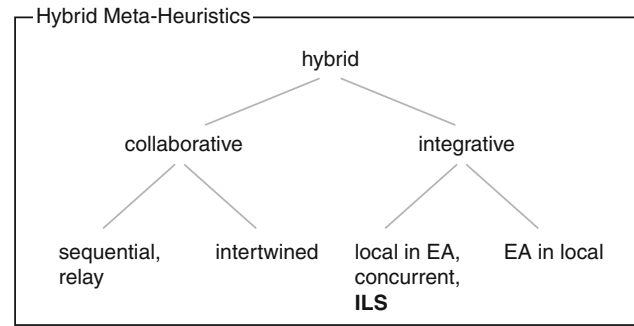 Hybrid Meta-Heuristics
hybrid
collaborative
integrative
sequential,
relay
intertwined
local in EA,
concurrent,
ILS
EA in local